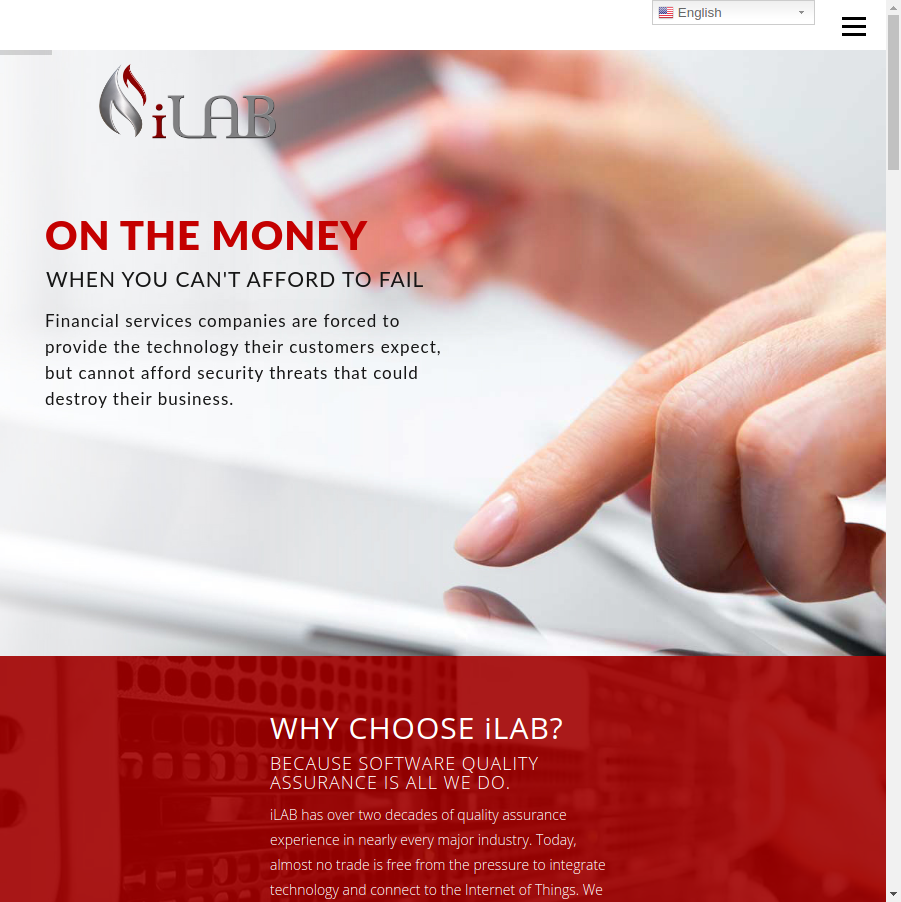 English
iLAB
ON THE MONEY
WHEN YOU CAN'T AFFORD TO FAIL
Financial services companies are forced to
provide the technology their customers expect,
but cannot afford security threats that could
destroy their business.
WHY CHOOSE iLAB?
BECAUSE SOFTWARE QUALITY
ASSURANCE IS ALL WE DO.
iLAB has over two decades of quality assurance
experience in nearly every major industry. Today,
almost no trade is free from the pressure to integrate
technology and connect to the Internet of Things. We